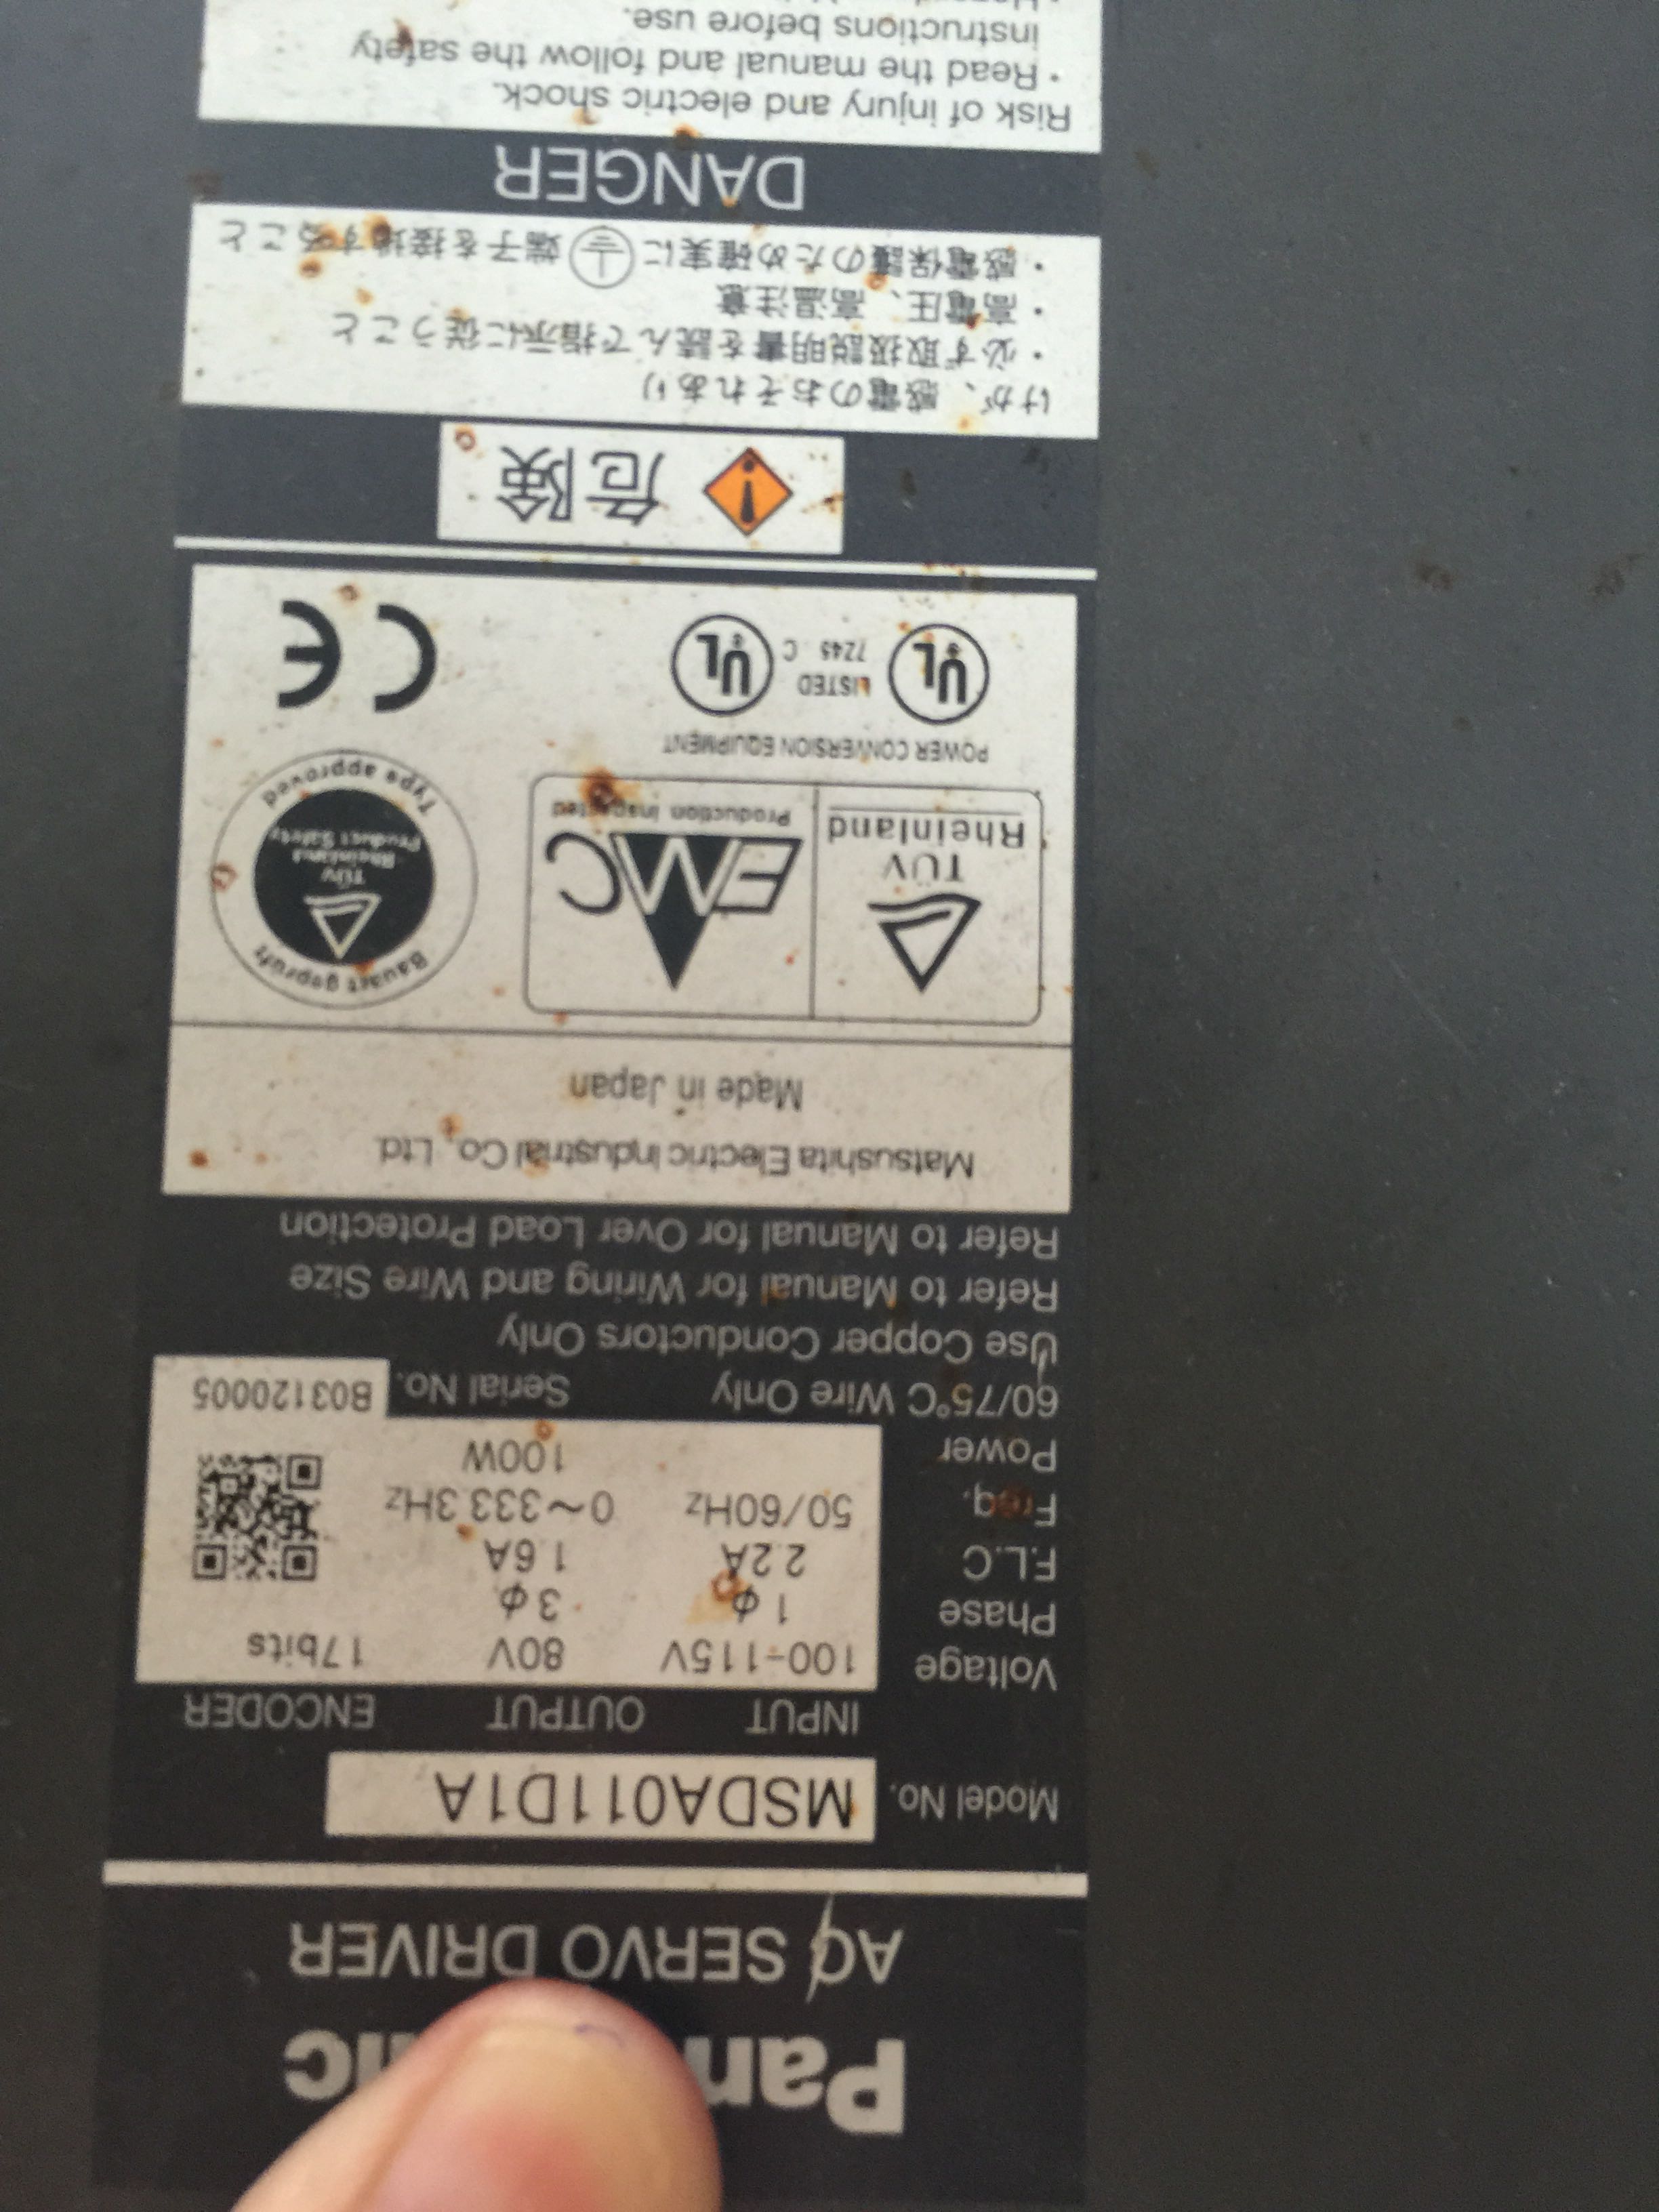 Pan nic
AC SERVO DRIVER
Model No. MSDA011D1A
INPUT OUTPUT ENCODER
Voltage 100-115V 80V 17bits
Phase 1φ 3φ
F.L.C 2.2A 1.6A
Freq. 50/60Hz 0~333.3Hz
Power 100W
60/75°C Wire Only Serial No. B03120005
Use Copper Conductors Only
Refer to Manual for Wiring and Wire Size
Refer to Manual for Over Load Protection
Matsushita Electric Industrial Co., Ltd.
Made in Japan
TÜV
Rheinland
EMC
Production inspected
Bauart geprüft
TÜV
Rheinland
Product Safety
Type approved
POWER CONVERSION EQUIPMENT
UL LISTED 7Z45 C UL
CE
危険
けが、感電のおそれあり
・必ず取扱説明書を読んで指示に従うこと
・高電圧、高温注意
・感電保護のため確実に⏚端子を接地すること
DANGER
Risk of injury and electric shock.
・Read the manual and follow the safety
instructions before use.